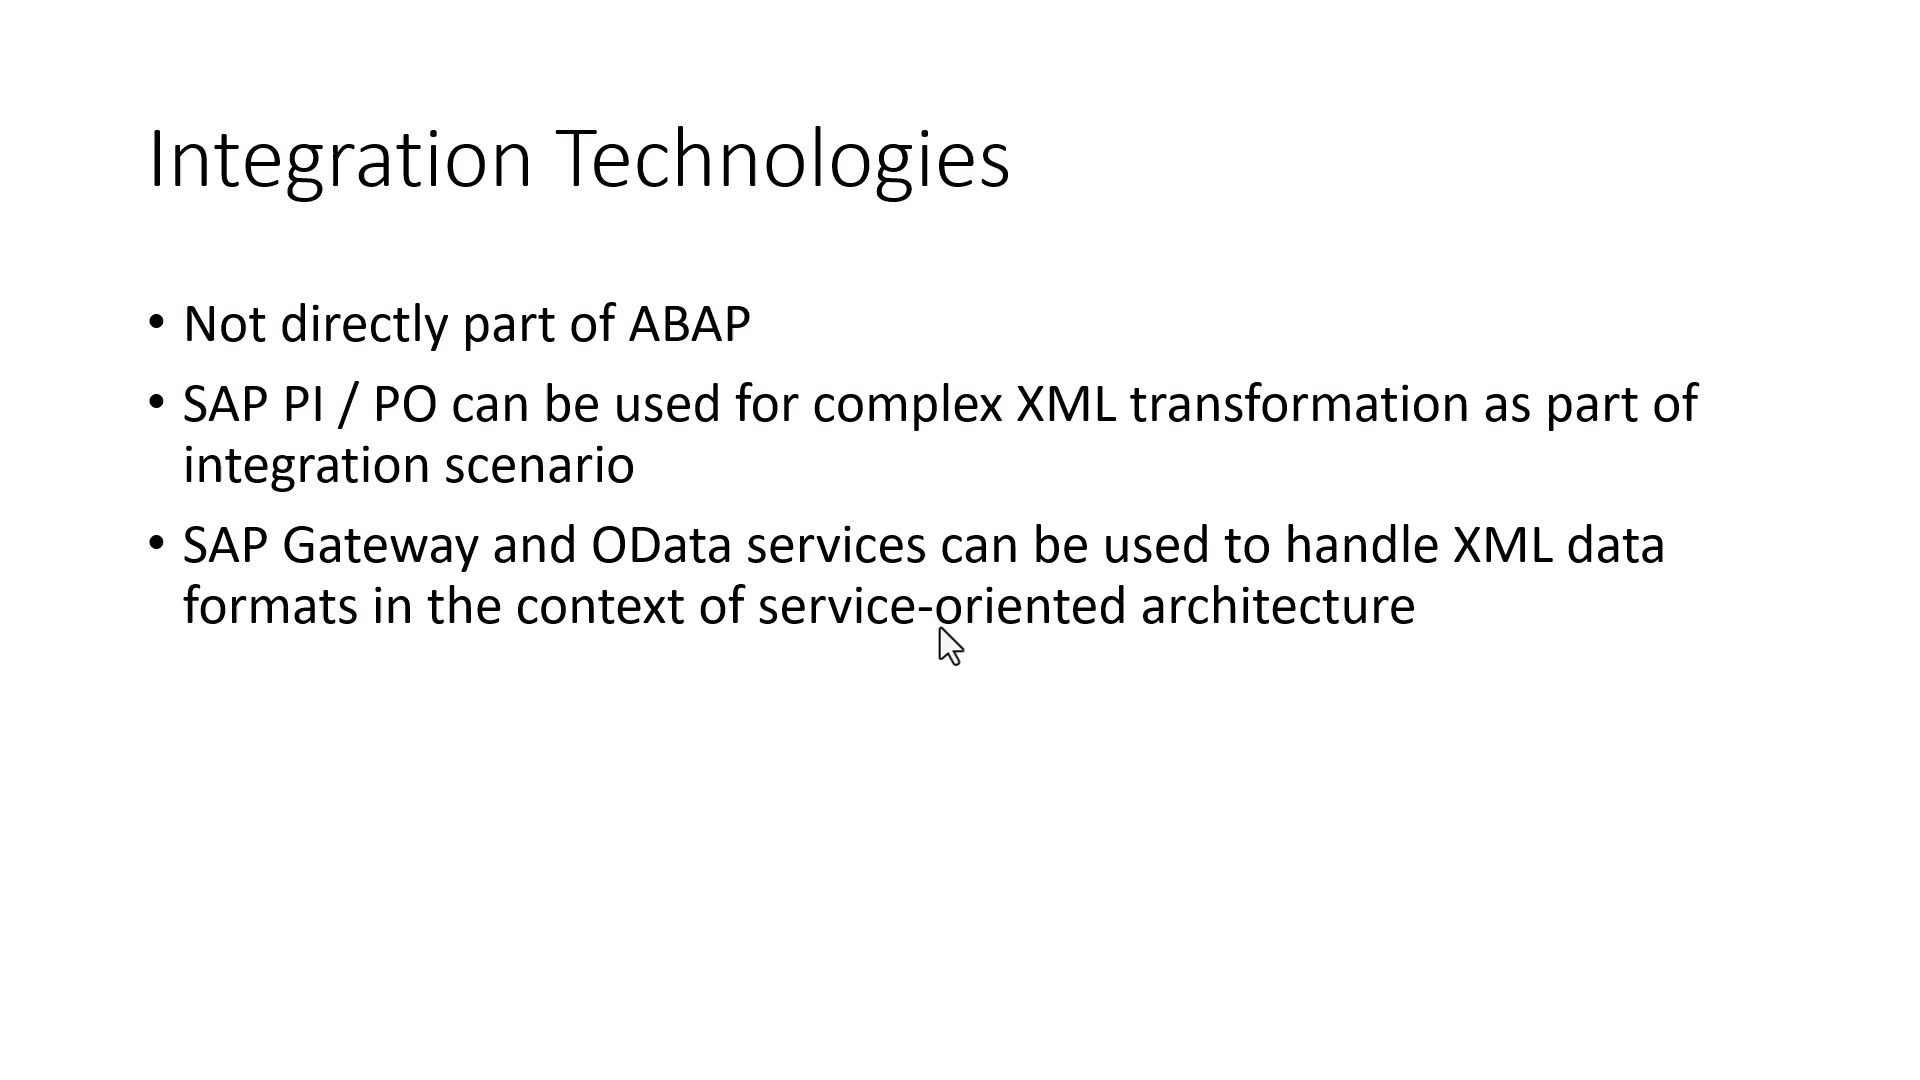 Integration Technologies
• Not directly part of ABAP
• SAP PI / PO can be used for complex XML transformation as part of
integration scenario
• SAP Gateway and OData services can be used to handle XML data
formats in the context of service-oriented architecture